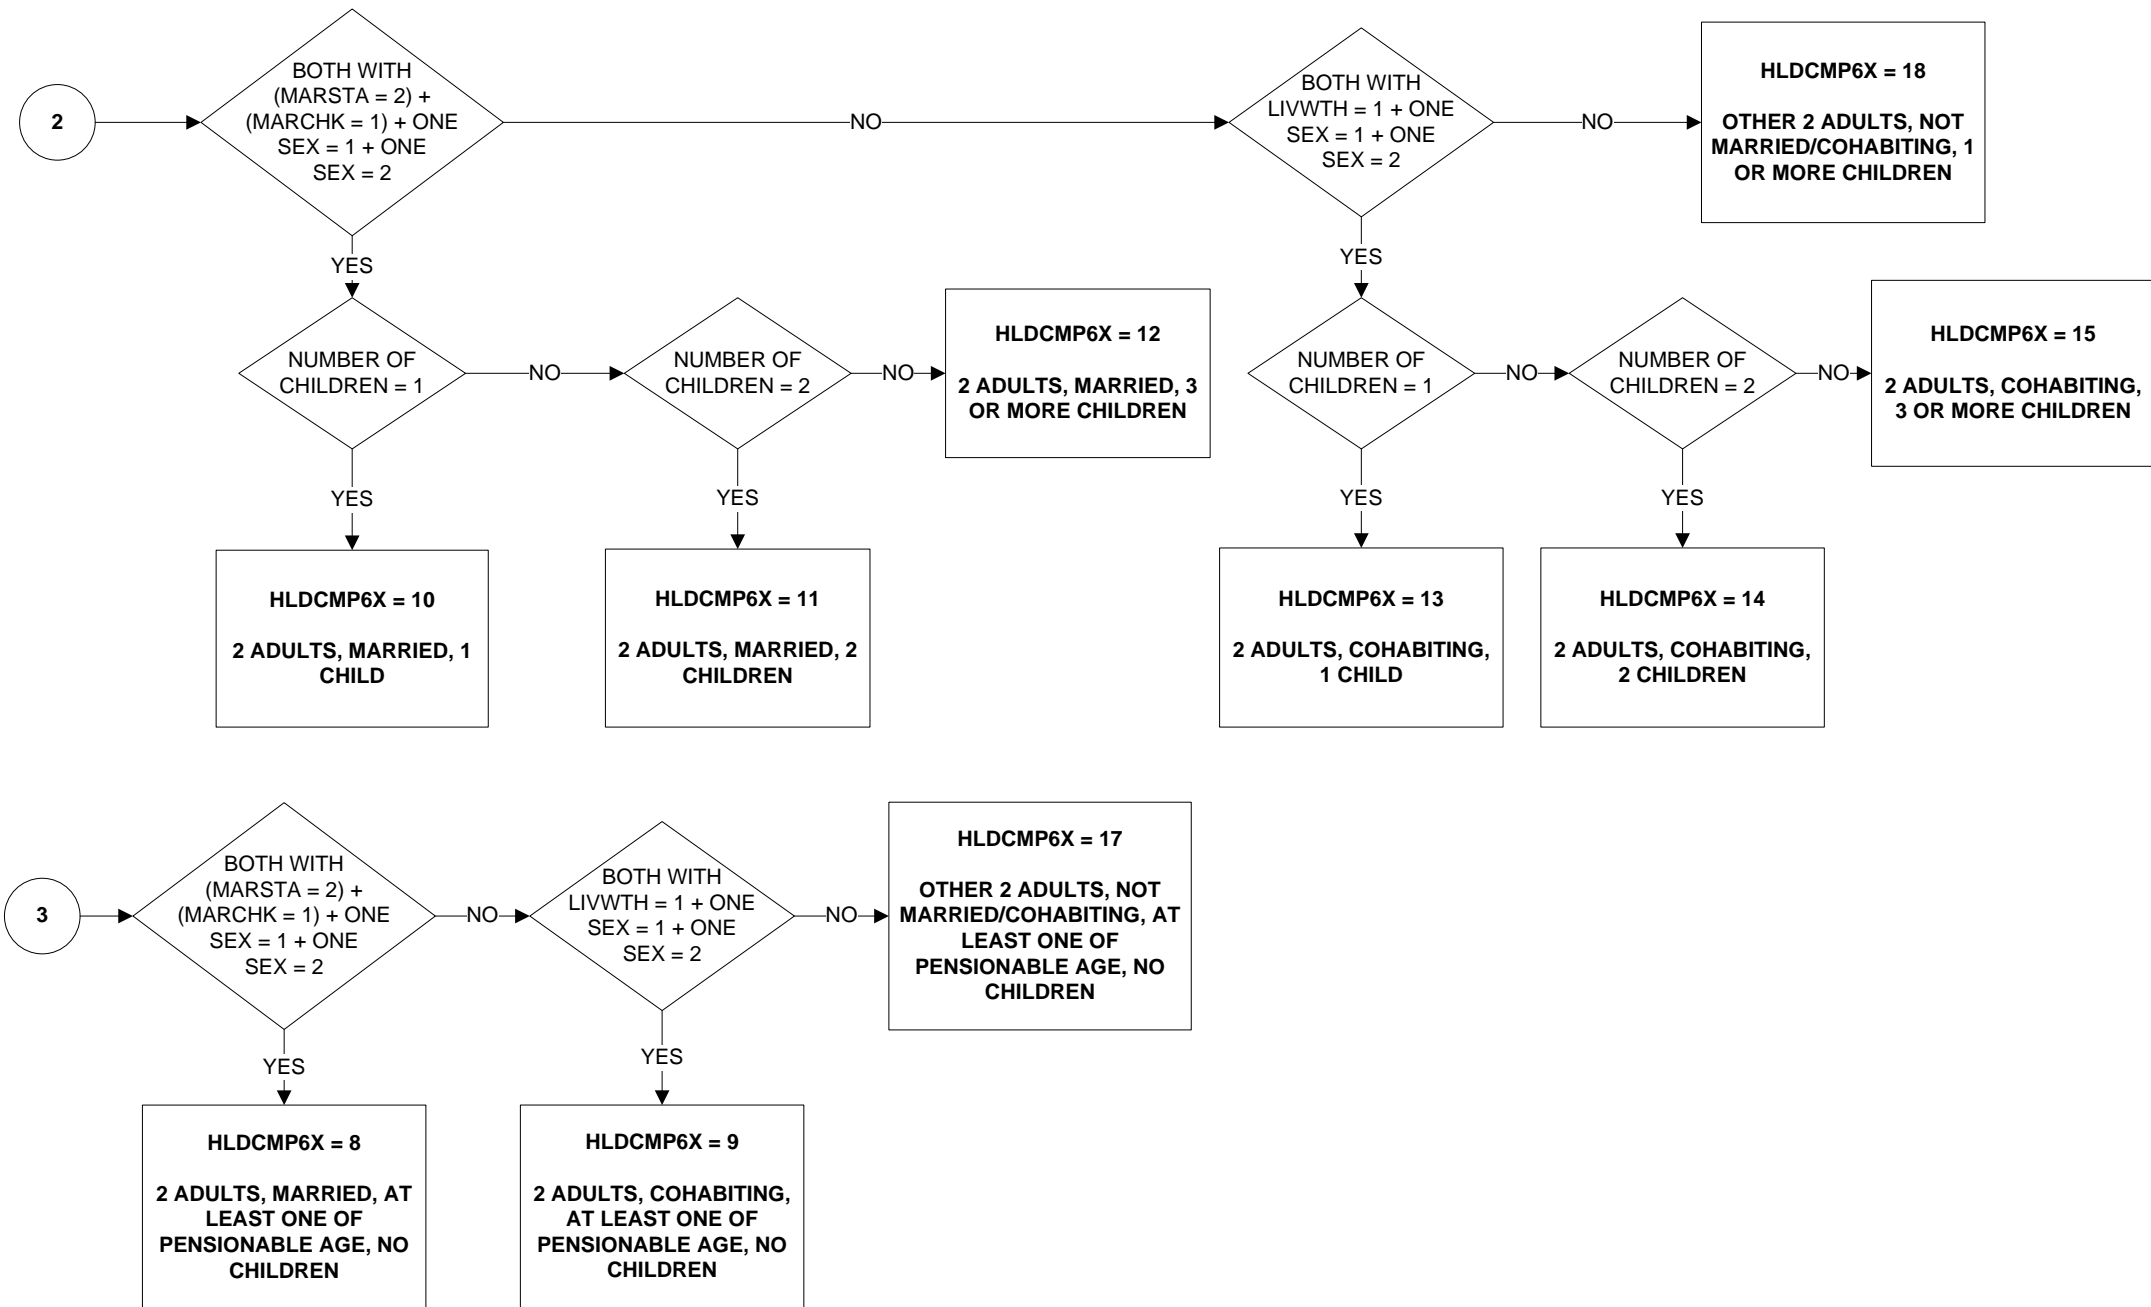 2
BOTH WITH
(MARSTA = 2) +
(MARCHK = 1) + ONE
SEX = 1 + ONE
SEX = 2
NO
BOTH WITH
LIVWTH = 1 + ONE
SEX = 1 + ONE
SEX = 2
NO
HLDCMP6X = 18
OTHER 2 ADULTS, NOT
MARRIED/COHABITING, 1
OR MORE CHILDREN
YES
YES
NUMBER OF
CHILDREN = 1
NO
NUMBER OF
CHILDREN = 2
NO
HLDCMP6X = 12
2 ADULTS, MARRIED, 3
OR MORE CHILDREN
NUMBER OF
CHILDREN = 1
NO
NUMBER OF
CHILDREN = 2
NO
HLDCMP6X = 15
2 ADULTS, COHABITING,
3 OR MORE CHILDREN
YES
YES
YES
YES
HLDCMP6X = 10
2 ADULTS, MARRIED, 1
CHILD
HLDCMP6X = 11
2 ADULTS, MARRIED, 2
CHILDREN
HLDCMP6X = 13
2 ADULTS, COHABITING,
1 CHILD
HLDCMP6X = 14
2 ADULTS, COHABITING,
2 CHILDREN
3
BOTH WITH
(MARSTA = 2) +
(MARCHK = 1) + ONE
SEX = 1 + ONE
SEX = 2
NO
BOTH WITH
LIVWTH = 1 + ONE
SEX = 1 + ONE
SEX = 2
NO
HLDCMP6X = 17
OTHER 2 ADULTS, NOT
MARRIED/COHABITING, AT
LEAST ONE OF
PENSIONABLE AGE, NO
CHILDREN
YES
YES
HLDCMP6X = 8
2 ADULTS, MARRIED, AT
LEAST ONE OF
PENSIONABLE AGE, NO
CHILDREN
HLDCMP6X = 9
2 ADULTS, COHABITING,
AT LEAST ONE OF
PENSIONABLE AGE, NO
CHILDREN